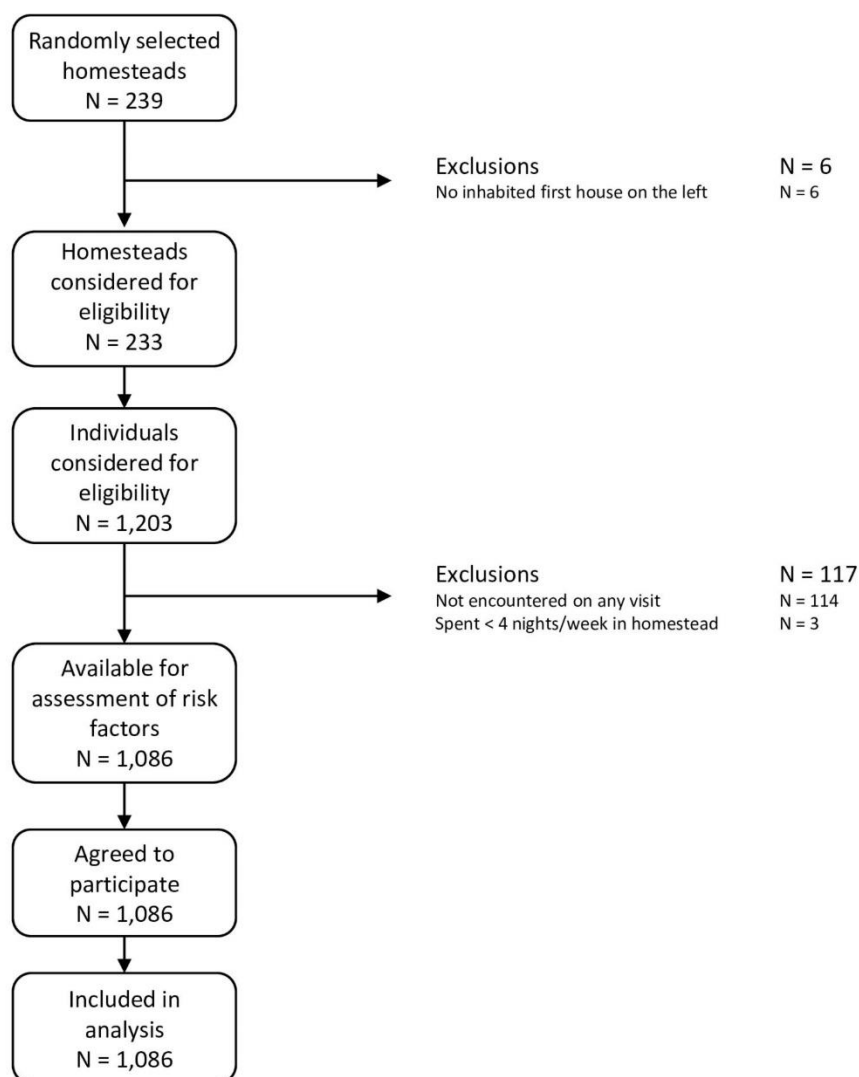 Randomly selected
homesteads
N = 239
Exclusions N = 6
No inhabited first house on the left N = 6
Homesteads
considered for
eligibility
N = 233
Individuals
considered for
eligibility
N = 1,203
Exclusions N = 117
Not encountered on any visit N = 114
Spent < 4 nights/week in homestead N = 3
Available for
assessment of risk
factors
N = 1,086
Agreed to
participate
N = 1,086
Included in
analysis
N = 1,086